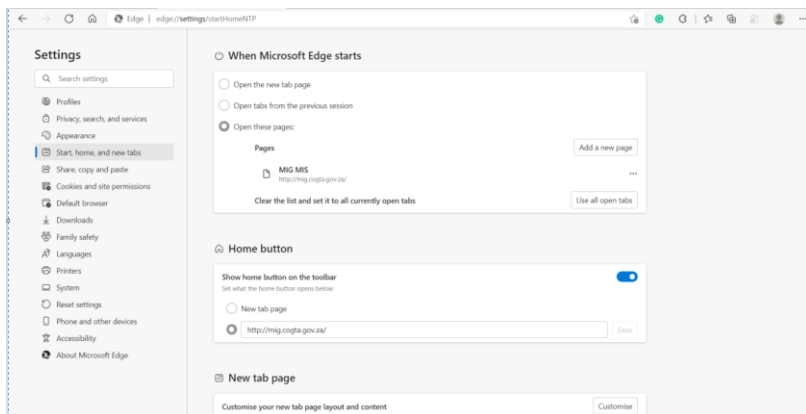 Edge | edge://settings/startHomeNTP
Settings
Search settings
Profiles
Privacy, search, and services
Appearance
Start, home, and new tabs
Share, copy and paste
Cookies and site permissions
Default browser
Downloads
Family safety
Languages
Printers
System
Reset settings
Phone and other devices
Accessibility
About Microsoft Edge
When Microsoft Edge starts
Open the new tab page
Open tabs from the previous session
Open these pages:
Pages
Add a new page
MIG MIS
http://mig.cogta.gov.za/
Clear the list and set it to all currently open tabs
Use all open tabs
Home button
Show home button on the toolbar
Set what the home button opens below:
New tab page
http://mig.cogta.gov.za/
Save
New tab page
Customise your new tab page layout and content
Customise